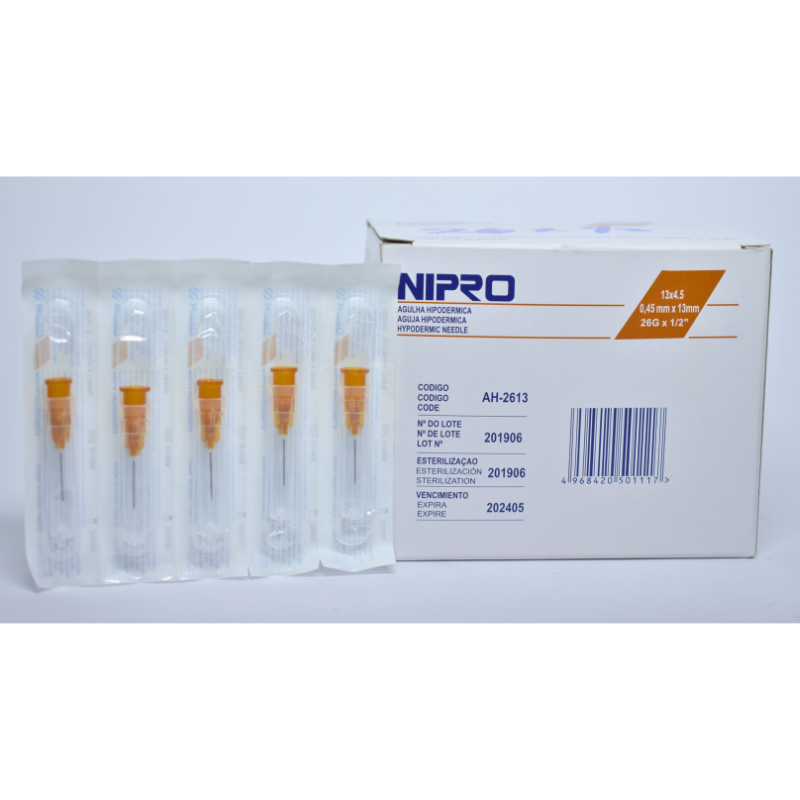 NIPRO
AGULHA HIPODERMICA
AGUJA HIPODERMICA
HYPODERMIC NEEDLE
13x4.5
0,45 mm x 13mm
26G x 1/2"
CODIGO
CODIGO
CODE
AH-2613
Nº DO LOTE
Nº DE LOTE
LOT Nº
201906
ESTERILIZAÇAO
ESTERILIZACIÓN
STERILIZATION
201906
VENCIMIENTO
EXPIRA
EXPIRE
202405
4 968420 501117 >